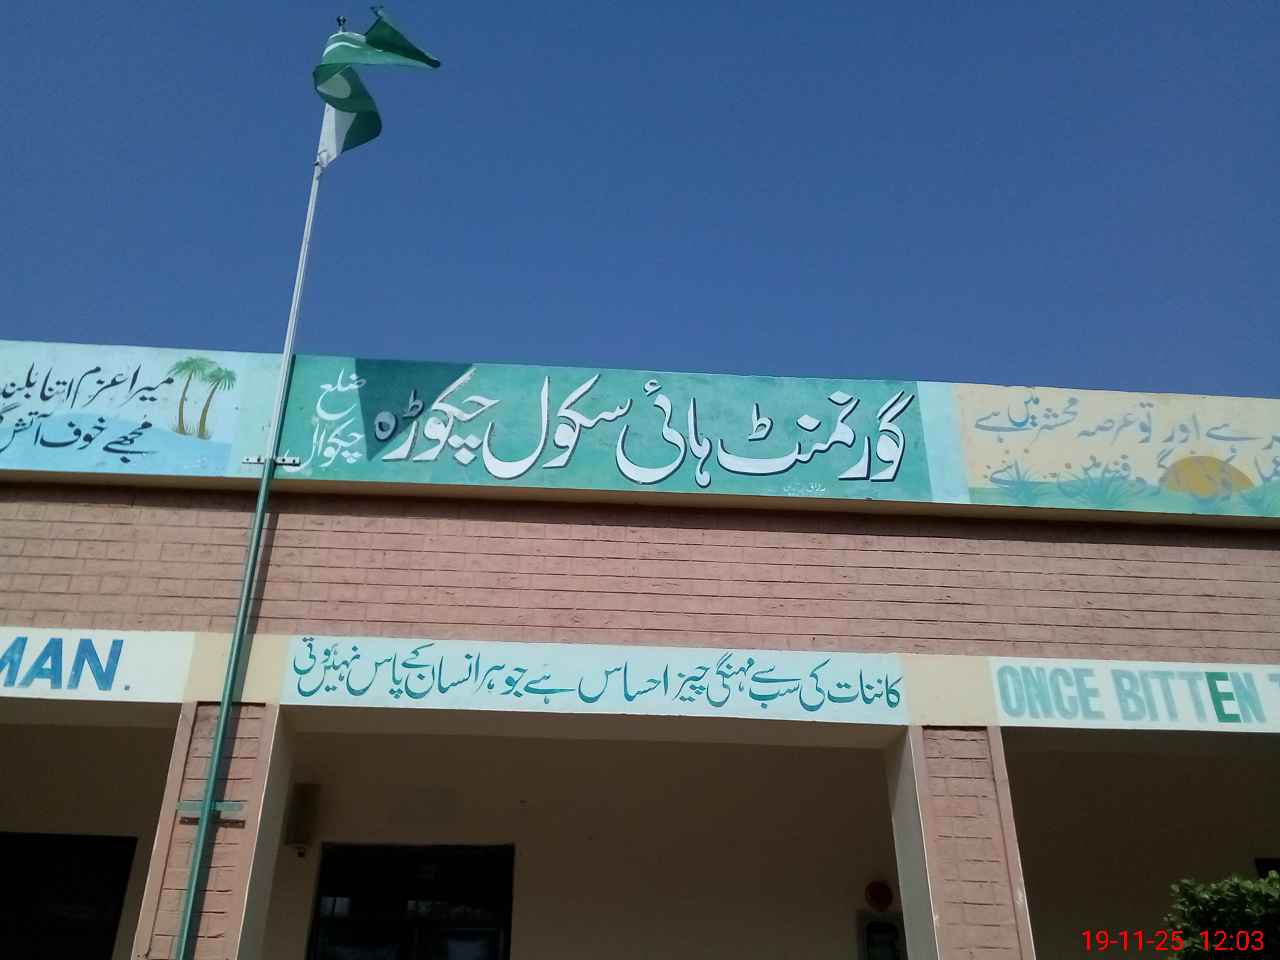 میرا عزم اتنا بلند
مجھے خوف آتش
گورنمنٹ ہائی سکول چکوڑہ
ضلع
چکوال
ہے اور تو عرصہ محشر میں ہے
MAN.
کائنات کی سب سے مہنگی چیز احساس ہے جو ہر انسان کے پاس نہیں ہوتی
ONCE BITTEN
19-11-25 12:03